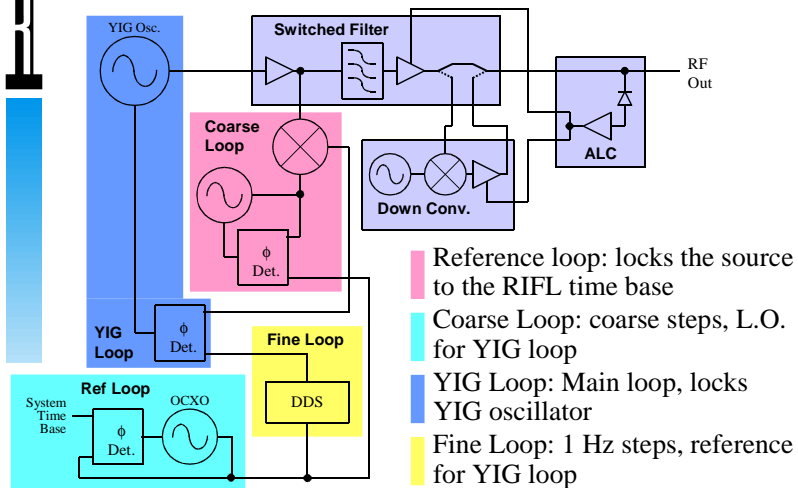 YIG Osc.
Switched Filter
RF
Out
ALC
Coarse
Loop
Down Conv.
ϕ
Det.
YIG
Loop
ϕ
Det.
Fine Loop
DDS
Ref Loop
System
Time
Base
OCXO
ϕ
Det.
Reference loop: locks the source
to the RIFL time base
Coarse Loop: coarse steps, L.O.
for YIG loop
YIG Loop: Main loop, locks
YIG oscillator
Fine Loop: 1 Hz steps, reference
for YIG loop